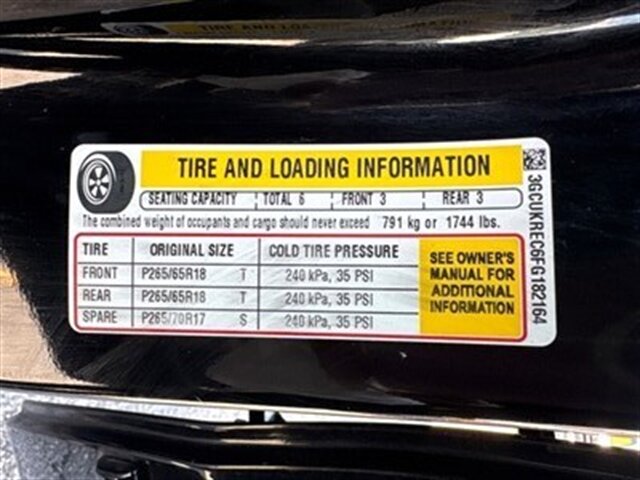 TIRE AND LOADING INFORMATION
SEATING CAPACITY TOTAL 6 FRONT 3 REAR 3
The combined weight of occupants and cargo should never exceed 791 kg or 1744 lbs.
TIRE ORIGINAL SIZE COLD TIRE PRESSURE
FRONT P265/65R18 T 240 kPa, 35 PSI
REAR P265/65R18 T 240 kPa, 35 PSI
SPARE P265/70R17 S 240 kPa, 35 PSI
SEE OWNER'S
MANUAL FOR
ADDITIONAL
INFORMATION
3GCUKREC6FG182164